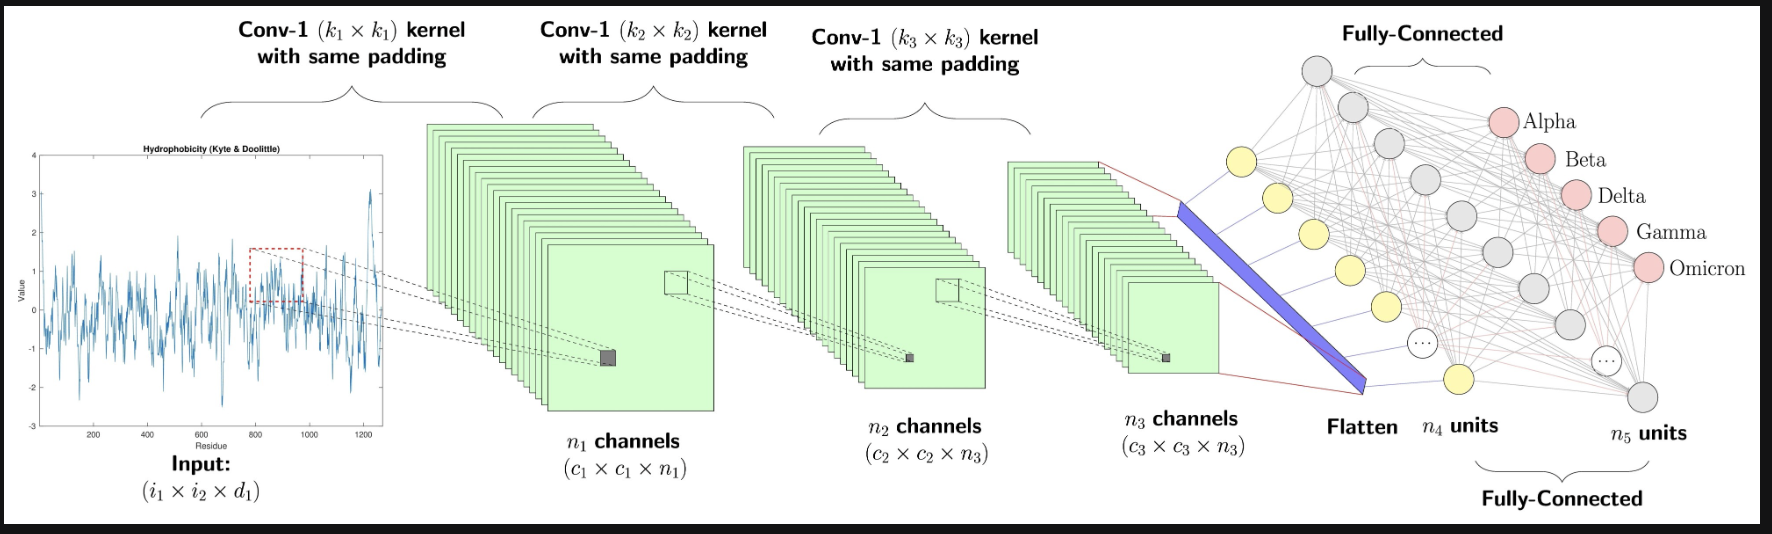 Conv-1 (k₁ × k₁) kernel
with same padding
Conv-1 (k₂ × k₂) kernel
with same padding
Conv-1 (k₃ × k₃) kernel
with same padding
Fully-Connected
Hydrophobicity (Kyte & Doolittle)
Value
4
3
2
1
0
-1
-2
-3
200 400 600 800 1000 1200
Residue
Input:
(i₁ × i₂ × d₁)
n₁ channels
(c₁ × c₁ × n₁)
n₂ channels
(c₂ × c₂ × n₃)
n₃ channels
(c₃ × c₃ × n₃)
Flatten
n₄ units
...
Alpha
Beta
Delta
Gamma
Omicron
...
n₅ units
Fully-Connected